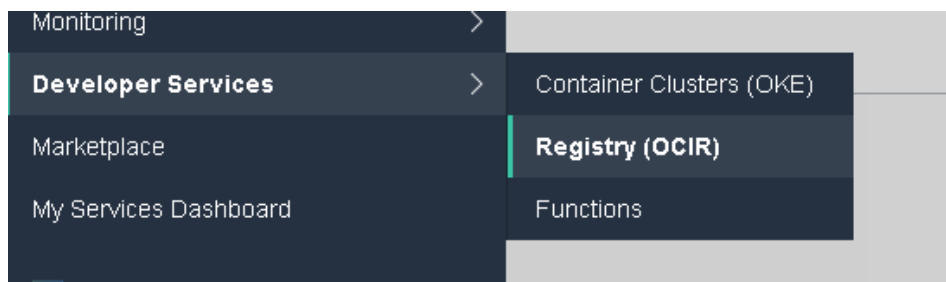 Monitoring
Developer Services
Marketplace
My Services Dashboard
Container Clusters (OKE)
Registry (OCIR)
Functions